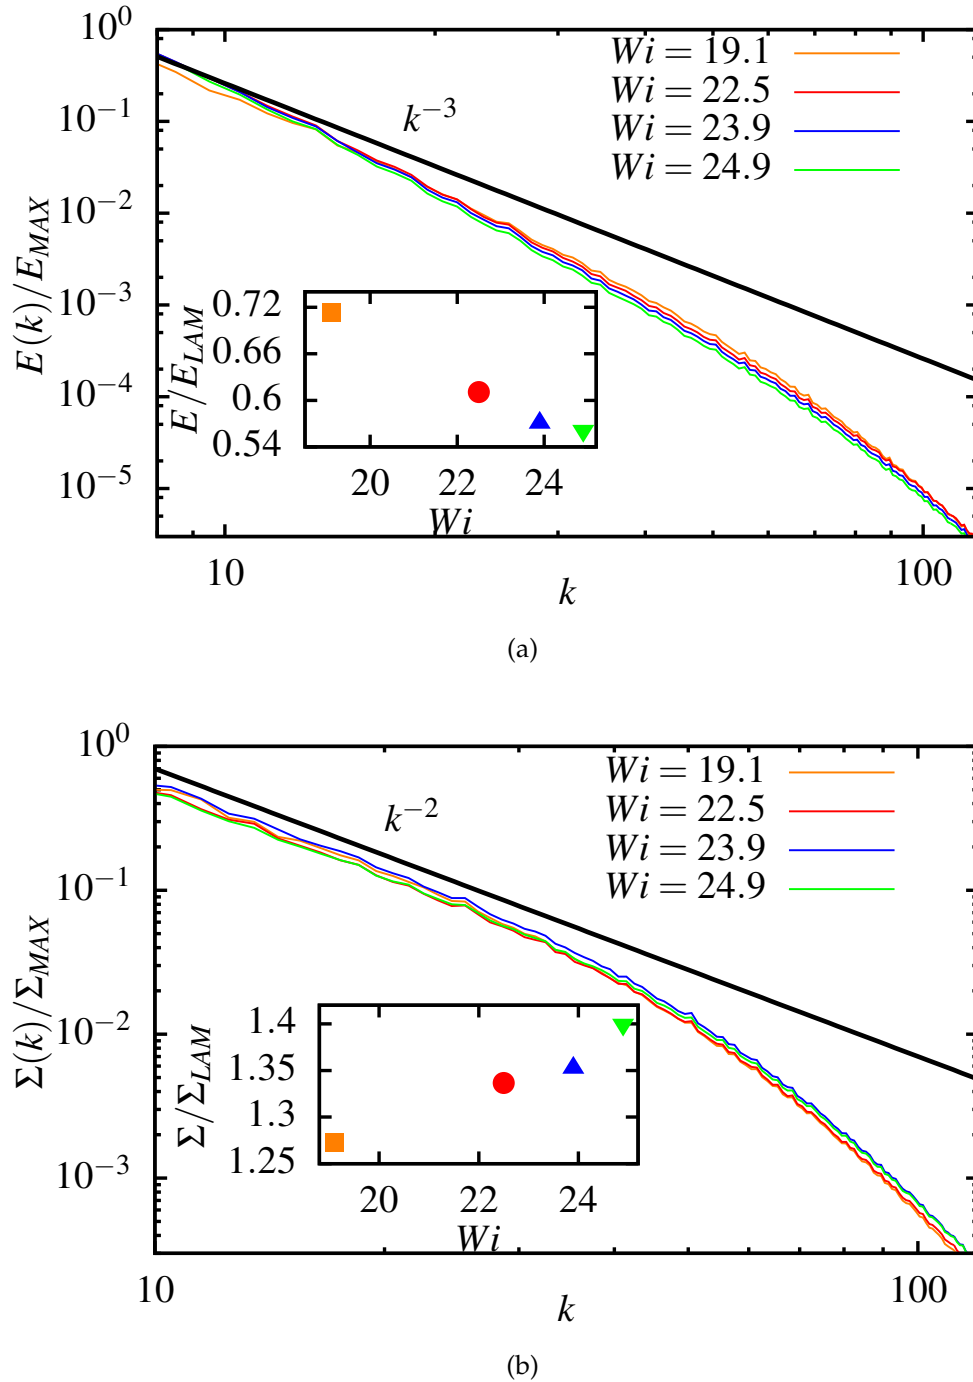 10^0
10^{-1}
10^{-2}
10^{-3}
10^{-4}
10^{-5}
E(k)/E_{MAX}
Wi = 19.1
Wi = 22.5
Wi = 23.9
Wi = 24.9
k^{-3}
0.72
0.66
0.6
0.54
E/E_{LAM}
20 22 24
Wi
10 100
k
(a)
10^0
10^{-1}
10^{-2}
10^{-3}
Σ(k)/Σ_{MAX}
Wi = 19.1
Wi = 22.5
Wi = 23.9
Wi = 24.9
k^{-2}
1.4
1.35
1.3
1.25
Σ/Σ_{LAM}
20 22 24
Wi
10 100
k
(b)